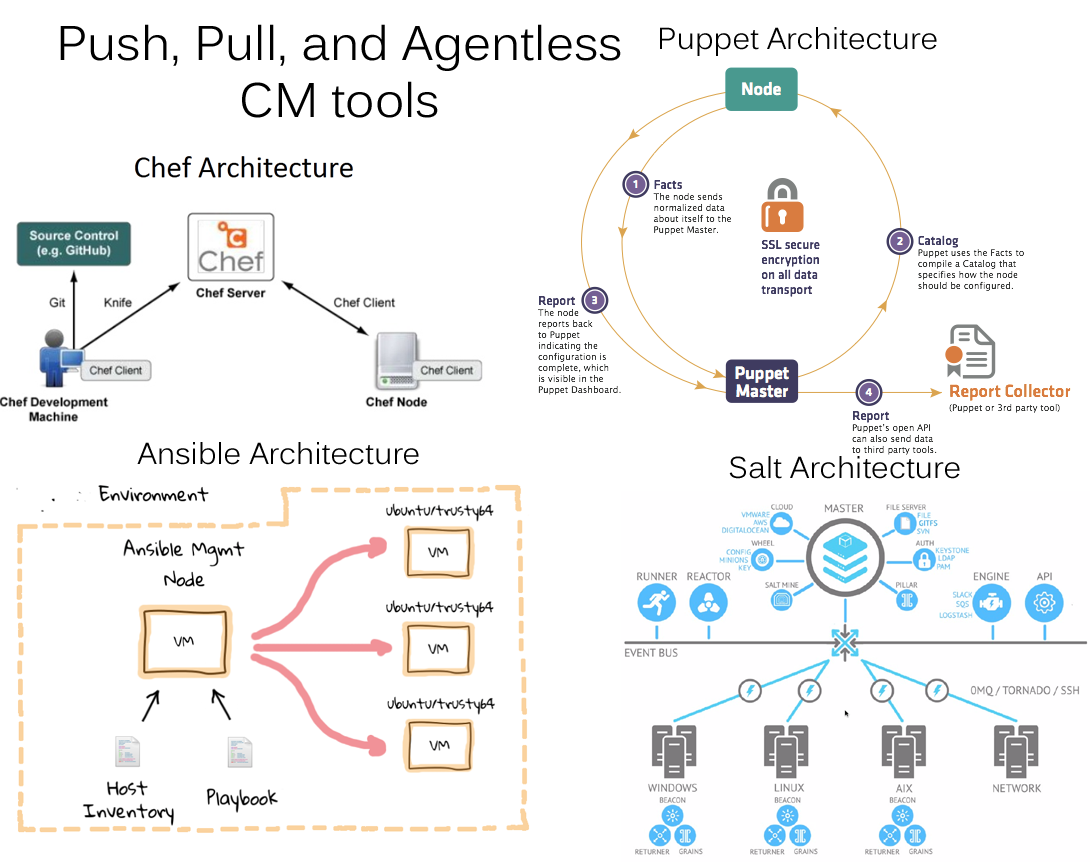 Push, Pull, and Agentless
CM tools
Chef Architecture
Source Control
(e.g. GitHub)
Chef
Chef Server
Git
Knife
Chef Client
Chef Client
Chef Client
Chef Development
Machine
Chef Node
Puppet Architecture
Node
1
Facts
The node sends
normalized data
about itself to the
Puppet Master.
SSL secure
encryption
on all data
transport
2
Catalog
Puppet uses the Facts to
compile a Catalog that
specifies how the node
should be configured.
Report
3
The node
reports back
to Puppet
indicating the
configuration is
complete, which
is visible in the
Puppet Dashboard.
Puppet
Master
4
Report
Puppet's open API
can also send data
to third party tools.
Report Collector
(Puppet or 3rd party tool)
Ansible Architecture
Environment
Ansible Mgmt
Node
VM
ubuntu/trusty64
VM
ubuntu/trusty64
VM
ubuntu/trusty64
VM
Host
Inventory
Playbook
Salt Architecture
CLOUD
VMWARE
AWS
DIGITALOCEAN
MASTER
FILE SERVER
FILE
GITFS
SVN
WHEEL
CONFIG
MINIONS
KEY
AUTH
KEYSTONE
LDAP
PAM
SALT MINE
PILLAR
RUNNER
REACTOR
ENGINE
SLACK
SQS
LOGSTASH
API
EVENT BUS
0MQ / TORNADO / SSH
WINDOWS
LINUX
AIX
NETWORK
BEACON
BEACON
BEACON
RETURNER
GRAINS
RETURNER
GRAINS
RETURNER
GRAINS